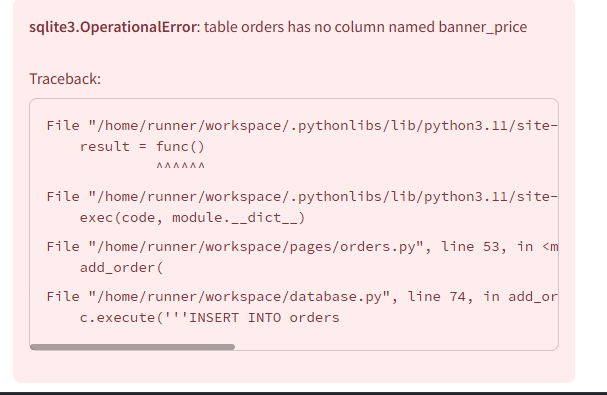 sqlite3.OperationalError: table orders has no column named banner_price
Traceback:
File "/home/runner/workspace/.pythonlibs/lib/python3.11/site-
result = func()
^^^^^^
File "/home/runner/workspace/.pythonlibs/lib/python3.11/site-
exec(code, module.__dict__)
File "/home/runner/workspace/pages/orders.py", line 53, in <m
add_order(
File "/home/runner/workspace/database.py", line 74, in add_or
c.execute('''INSERT INTO orders